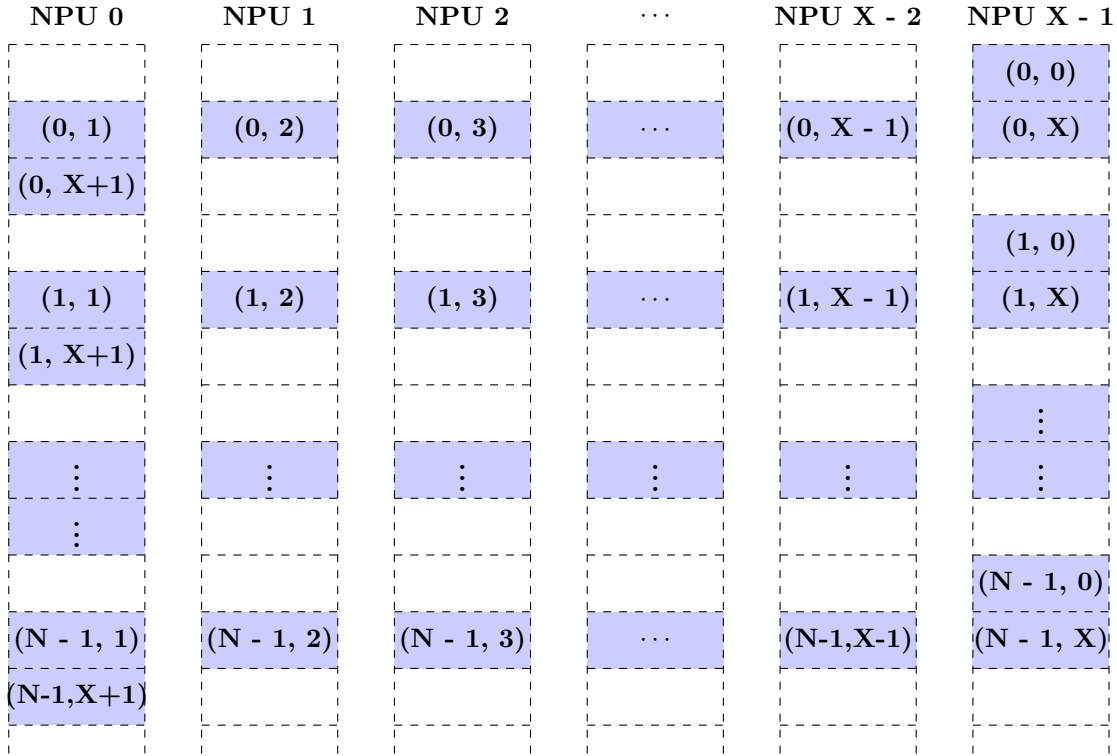 NPU 0 NPU 1 NPU 2 ⋯ NPU X - 2 NPU X - 1
(0, 0)
(0, 1) (0, 2) (0, 3) ⋯ (0, X - 1) (0, X)
(0, X+1)
(1, 0)
(1, 1) (1, 2) (1, 3) ⋯ (1, X - 1) (1, X)
(1, X+1)
⋮
⋮ ⋮ ⋮ ⋮ ⋮ ⋮
⋮
(N - 1, 0)
(N - 1, 1) (N - 1, 2) (N - 1, 3) ⋯ (N-1,X-1) (N - 1, X)
(N-1,X+1)